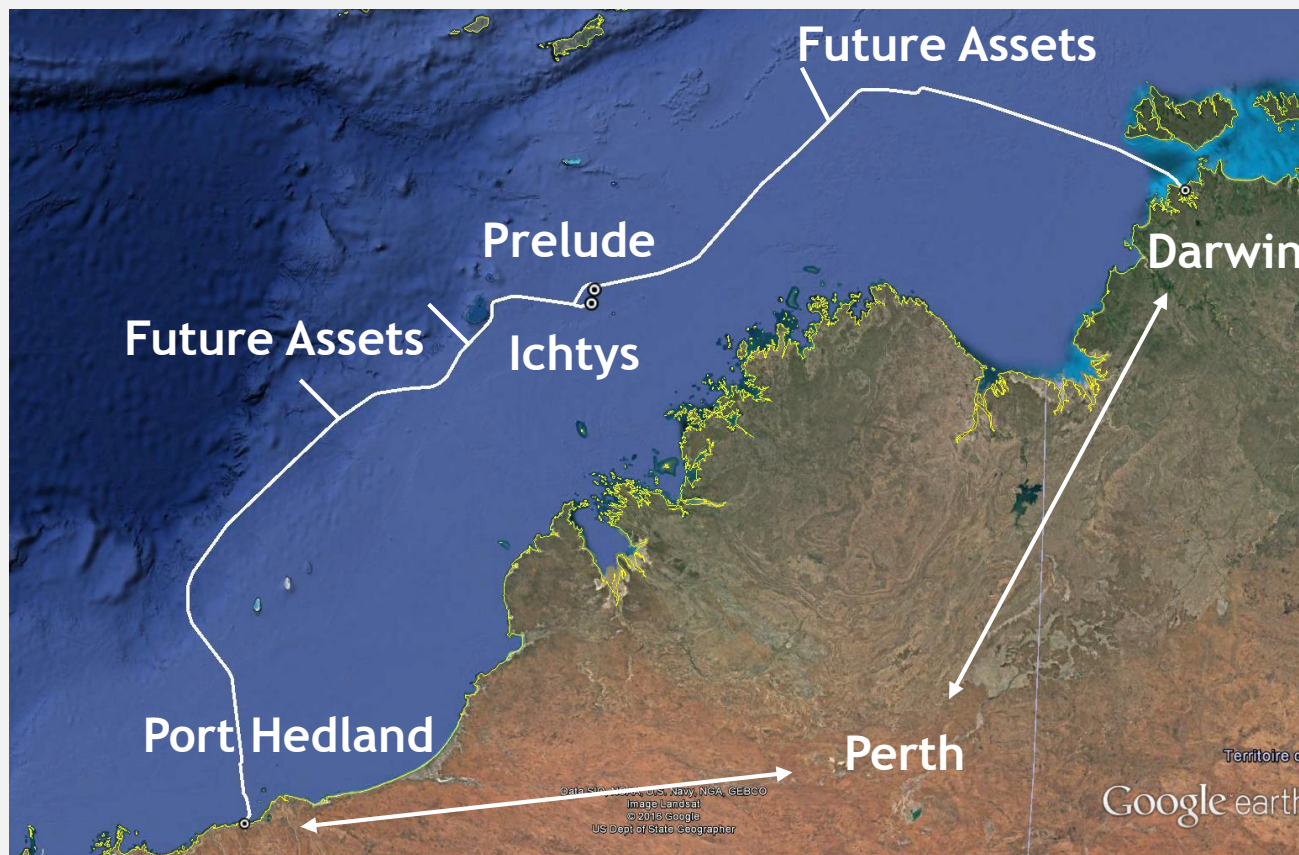 Future Assets
Prelude
Future Assets
Ichtys
Darwin
Port Hedland
Perth
Territoire
Data SIO, NOAA, U.S. Navy, NGA, GEBCO
Image Landsat
© 2016 Google
US Dept of State Geographer
Google earth